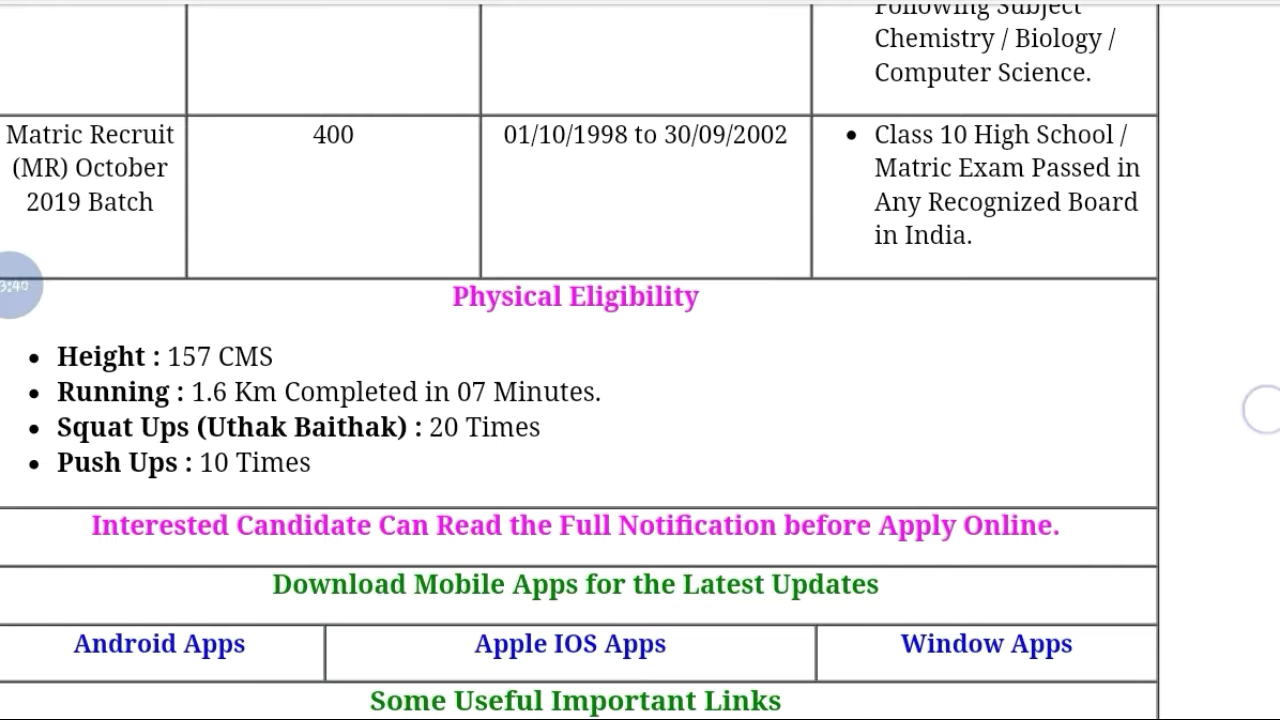 Following Subject
Chemistry / Biology /
Computer Science.
Matric Recruit
(MR) October
2019 Batch
400
01/10/1998 to 30/09/2002
• Class 10 High School /
Matric Exam Passed in
Any Recognized Board
in India.
3:40
Physical Eligibility
• Height : 157 CMS
• Running : 1.6 Km Completed in 07 Minutes.
• Squat Ups (Uthak Baithak) : 20 Times
• Push Ups : 10 Times
Interested Candidate Can Read the Full Notification before Apply Online.
Download Mobile Apps for the Latest Updates
Android Apps
Apple IOS Apps
Window Apps
Some Useful Important Links